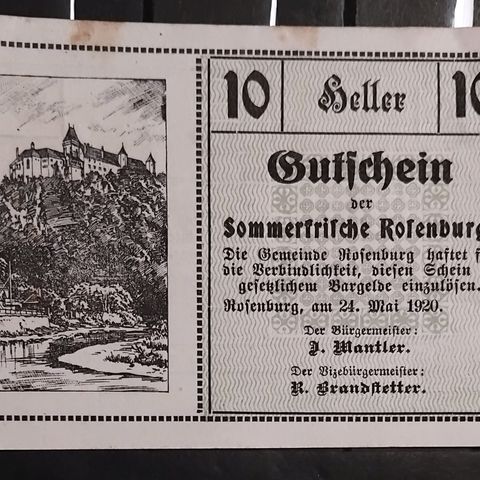 10 Heller 10
Gutschein
der
Sommerfrische Rosenburg
Die Gemeinde Rosenburg haftet f
die Verbindlichkeit, diesen Schein
gesetzlichem Bargelde einzulösen.
Rosenburg, am 24. Mai 1920.
Der Bürgermeister:
J. Mantler.
Der Vizebürgermeister:
R. Brandstetter.